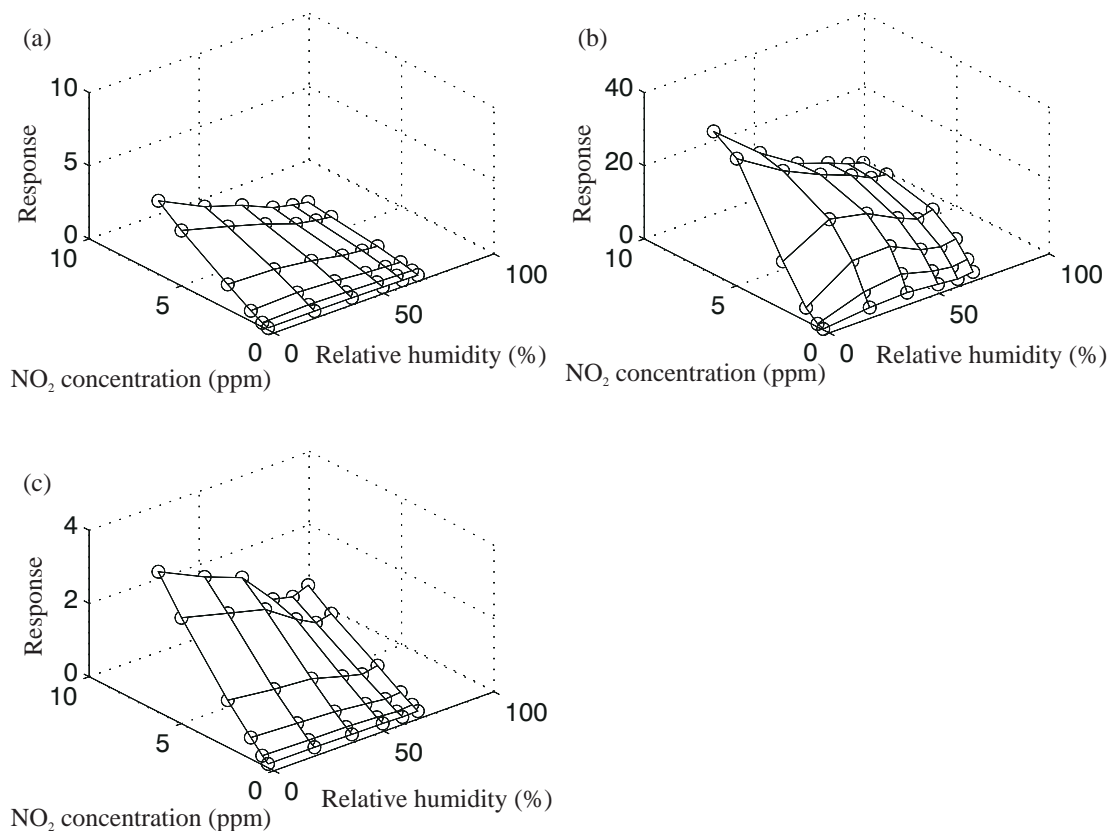 (a)
10
5
0
Response
10
5
0
0
50
100
Relative humidity (%)
NO₂ concentration (ppm)
(b)
40
20
0
Response
10
5
0
0
50
100
Relative humidity (%)
NO₂ concentration (ppm)
(c)
4
2
0
Response
10
5
0
0
50
100
Relative humidity (%)
NO₂ concentration (ppm)